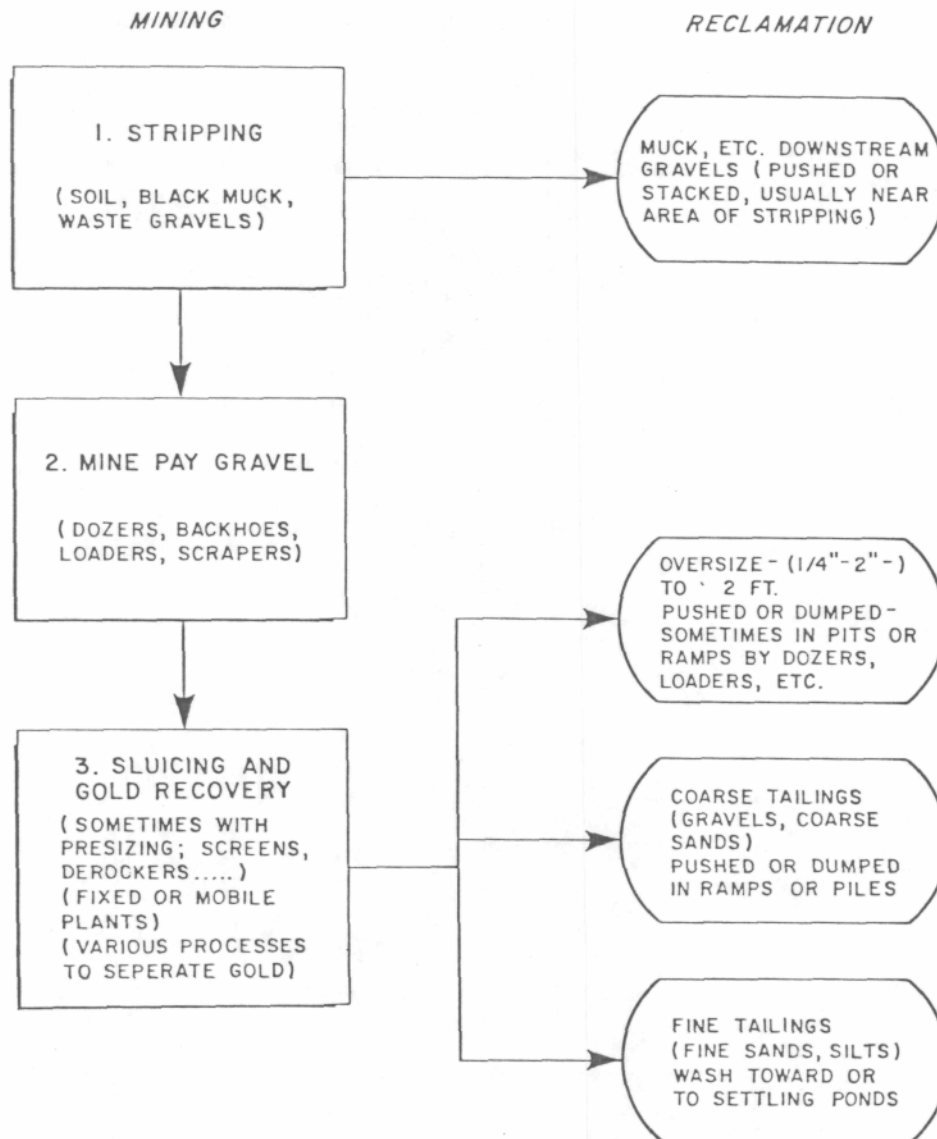 MINING
RECLAMATION
1. STRIPPING
(SOIL, BLACK MUCK,
WASTE GRAVELS)
MUCK, ETC. DOWNSTREAM
GRAVELS (PUSHED OR
STACKED, USUALLY NEAR
AREA OF STRIPPING)
2. MINE PAY GRAVEL
(DOZERS, BACKHOES,
LOADERS, SCRAPERS)
OVERSIZE- (1/4"-2"-)
TO ` 2 FT.
PUSHED OR DUMPED-
SOMETIMES IN PITS OR
RAMPS BY DOZERS,
LOADERS, ETC.
3. SLUICING AND
GOLD RECOVERY
(SOMETIMES WITH
PRESIZING; SCREENS,
DEROCKERS.....)
(FIXED OR MOBILE
PLANTS)
(VARIOUS PROCESSES
TO SEPERATE GOLD)
COARSE TAILINGS
(GRAVELS, COARSE
SANDS)
PUSHED OR DUMPED
IN RAMPS OR PILES
FINE TAILINGS
(FINE SANDS, SILTS)
WASH TOWARD OR
TO SETTLING PONDS